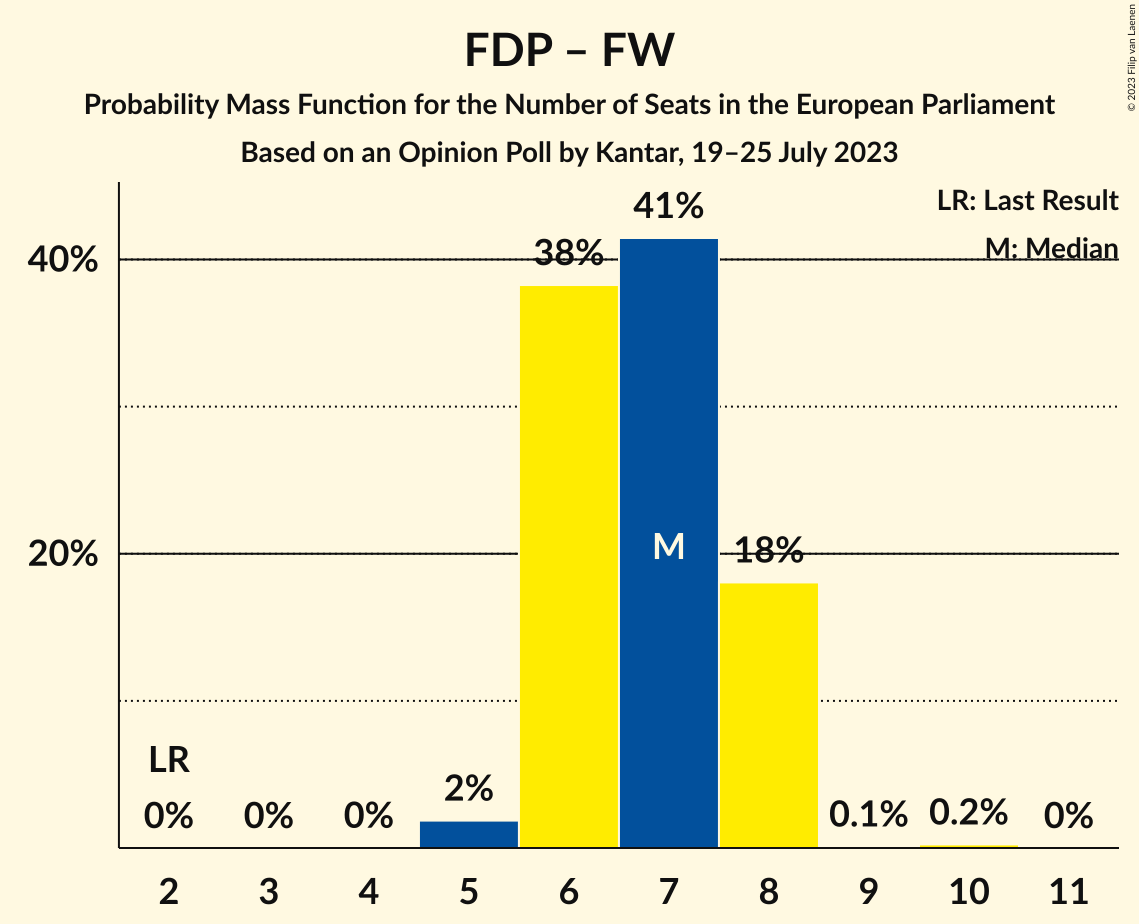 FDP – FW
Probability Mass Function for the Number of Seats in the European Parliament
Based on an Opinion Poll by Kantar, 19–25 July 2023
© 2023 Filip van Laenen
LR: Last Result
M: Median
40%
20%
LR
0%
0%
0%
2%
38%
41%
M
18%
0.1%
0.2%
0%
2 3 4 5 6 7 8 9 10 11